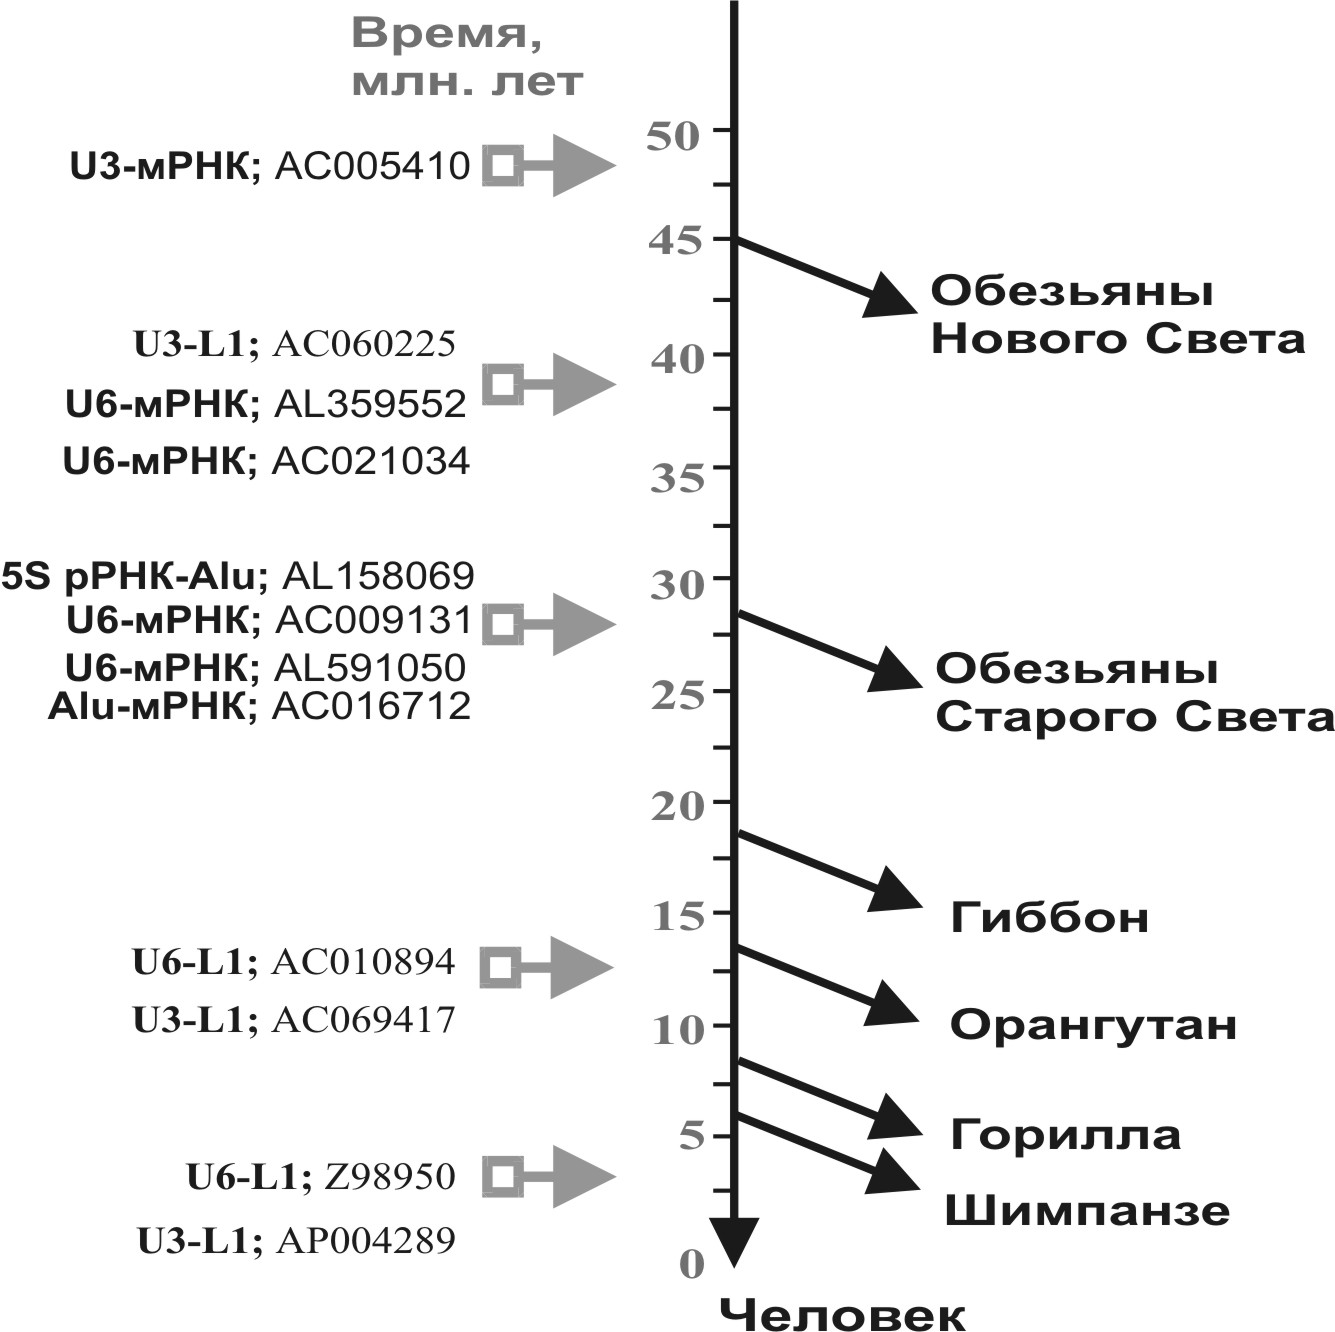 Время,
млн. лет
50
U3-мРНК; AC005410
45
Обезьяны
Нового Света
U3-L1; AC060225
40
U6-мРНК; AL359552
U6-мРНК; AC021034
35
5S рРНК-Alu; AL158069
30
U6-мРНК; AC009131
U6-мРНК; AL591050
Обезьяны
Старого Света
25
Alu-мРНК; AC016712
20
15
Гиббон
U6-L1; AC010894
U3-L1; AC069417
10
Орангутан
5
Горилла
U6-L1; Z98950
Шимпанзе
U3-L1; AP004289
0
Человек